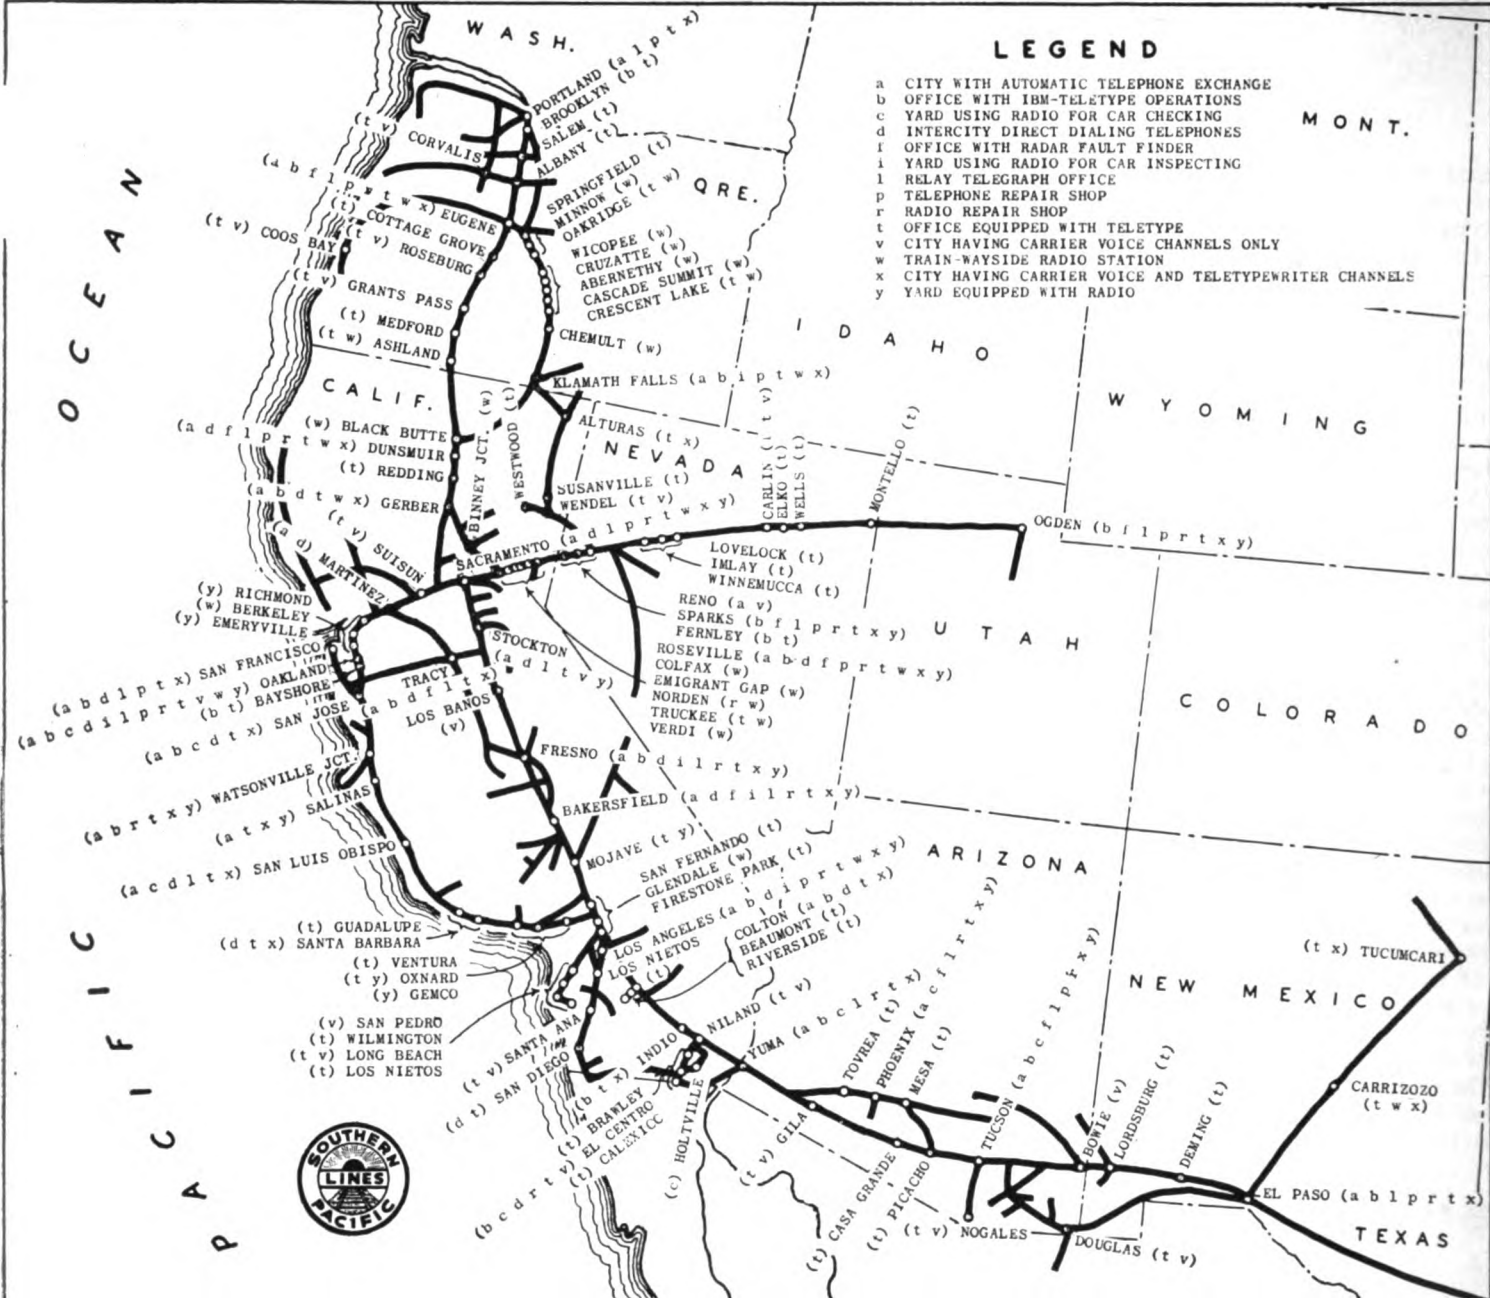 WASH.
LEGEND
a CITY WITH AUTOMATIC TELEPHONE EXCHANGE
b OFFICE WITH IBM-TELETYPE OPERATIONS
c YARD USING RADIO FOR CAR CHECKING
d INTERCITY DIRECT DIALING TELEPHONES
f OFFICE WITH RADAR FAULT FINDER
i YARD USING RADIO FOR CAR INSPECTING
l RELAY TELEGRAPH OFFICE
p TELEPHONE REPAIR SHOP
r RADIO REPAIR SHOP
t OFFICE EQUIPPED WITH TELETYPE
v CITY HAVING CARRIER VOICE CHANNELS ONLY
w TRAIN-WAYSIDE RADIO STATION
x CITY HAVING CARRIER VOICE AND TELETYPEWRITER CHANNELS
y YARD EQUIPPED WITH RADIO
MONT.
ORE.
IDAHO
WYOMING
CALIF.
NEVADA
UTAH
COLORADO
ARIZONA
NEW MEXICO
TEXAS
PACIFIC OCEAN
PORTLAND (a l p t x)
BROOKLYN (b t)
SALEM (t)
ALBANY (t)
(t v) CORVALIS
SPRINGFIELD (t)
MINNOW (w)
OAKRIDGE (t w)
(a b f l p r t w x) EUGENE
(t) COTTAGE GROVE
(t v) ROSEBURG
(t v) COOS BAY
WICOPEE (w)
CRUZATTE (w)
ABERNETHY (w)
CASCADE SUMMIT (w)
CRESCENT LAKE (t w)
(t v) GRANTS PASS
(t) MEDFORD
(t w) ASHLAND
CHEMULT (w)
KLAMATH FALLS (a b i p t w x)
ALTURAS (t x)
(w) BLACK BUTTE
(a d f l p r t w x) DUNSMUIR
(t) REDDING
(a b d t w x) GERBER
BINNEY JCT. (w)
WESTWOOD (t)
SUSANVILLE (t)
WENDEL (t v)
SACRAMENTO (a d l p r t w x y)
CARLIN (t v)
ELKO (t)
WELLS (t)
MONTELLO (t)
OGDEN (b f l p r t x y)
(t v) SUISUN
(a d) MARTINEZ
(y) RICHMOND
(w) BERKELEY
(y) EMERYVILLE
LOVELOCK (t)
IMLAY (t)
WINNEMUCCA (t)
RENO (a v)
SPARKS (b f l p r t x y)
FERNLEY (b t)
ROSEVILLE (a b d f p r t w x y)
COLFAX (w)
EMIGRANT GAP (w)
NORDEN (r w)
TRUCKEE (t w)
VERDI (w)
STOCKTON
(a d l t v y)
TRACY
(a b d f l t x)
LOS BANOS
(v)
(a b d l p t x) SAN FRANCISCO
(a b c d i l p r t v w y) OAKLAND
(b t) BAYSHORE
(a b c d t x) SAN JOSE
(a b r t x y) WATSONVILLE JCT.
(a t x y) SALINAS
(a c d l t x) SAN LUIS OBISPO
FRESNO (a b d i l r t x y)
BAKERSFIELD (a d f i l r t x y)
MOJAVE (t y)
SAN FERNANDO (t)
GLENDALE (w)
FIRESTONE PARK (t)
LOS ANGELES (a b d i p r t w x y)
LOS NIETOS
(t)
COLTON (a b d t x)
BEAUMONT (t)
RIVERSIDE (t)
(t) GUADALUPE
(d t x) SANTA BARBARA
(t) VENTURA
(t y) OXNARD
(y) GEMCO
(v) SAN PEDRO
(t) WILMINGTON
(t v) LONG BEACH
(t) LOS NIETOS
(t v) SANTA ANA
(d t) SAN DIEGO
(b t x) INDIO
(t) BRAWLEY
(b c d r t v) EL CENTRO
(t) CALEXICO
(c) HOLTVILLE
NILAND (t v)
YUMA (a b c l r t x)
(t v) GILA
TOVREA (t)
PHOENIX (a c f l r t x y)
MESA (t)
(t) CASA GRANDE
(t) PICACHO
TUCSON (a b c f l p r x y)
(t v) NOGALES
DOUGLAS (t v)
BOWIE (v)
LORDSBURG (t)
DEMING (t)
EL PASO (a b l p r t x)
CARRIZOZO
(t w x)
(t x) TUCUMCARI
SOUTHERN
LINES
PACIFIC